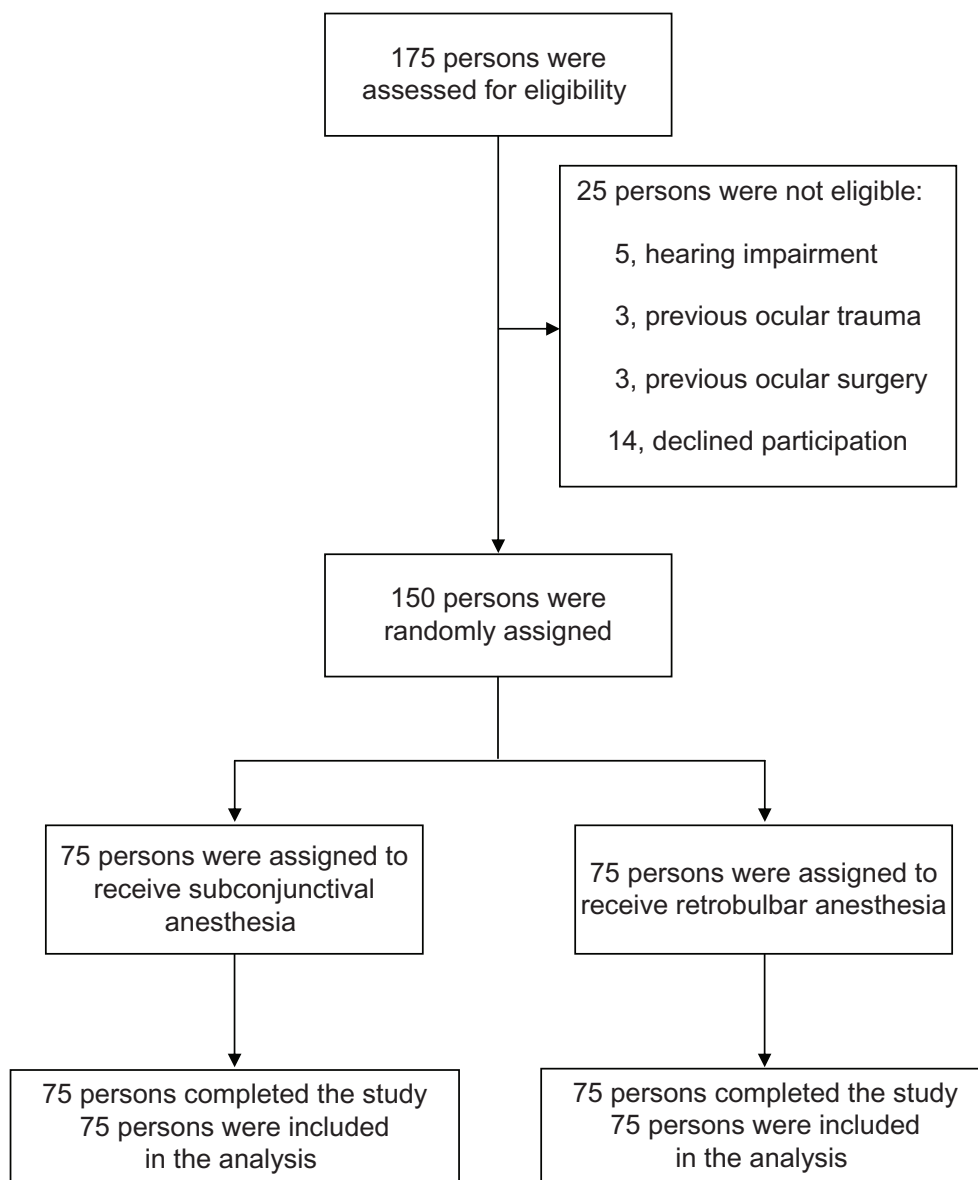 175 persons were
assessed for eligibility
25 persons were not eligible:
5, hearing impairment
3, previous ocular trauma
3, previous ocular surgery
14, declined participation
150 persons were
randomly assigned
75 persons were assigned to
receive subconjunctival
anesthesia
75 persons were assigned to
receive retrobulbar anesthesia
75 persons completed the study
75 persons were included
in the analysis
75 persons completed the study
75 persons were included
in the analysis